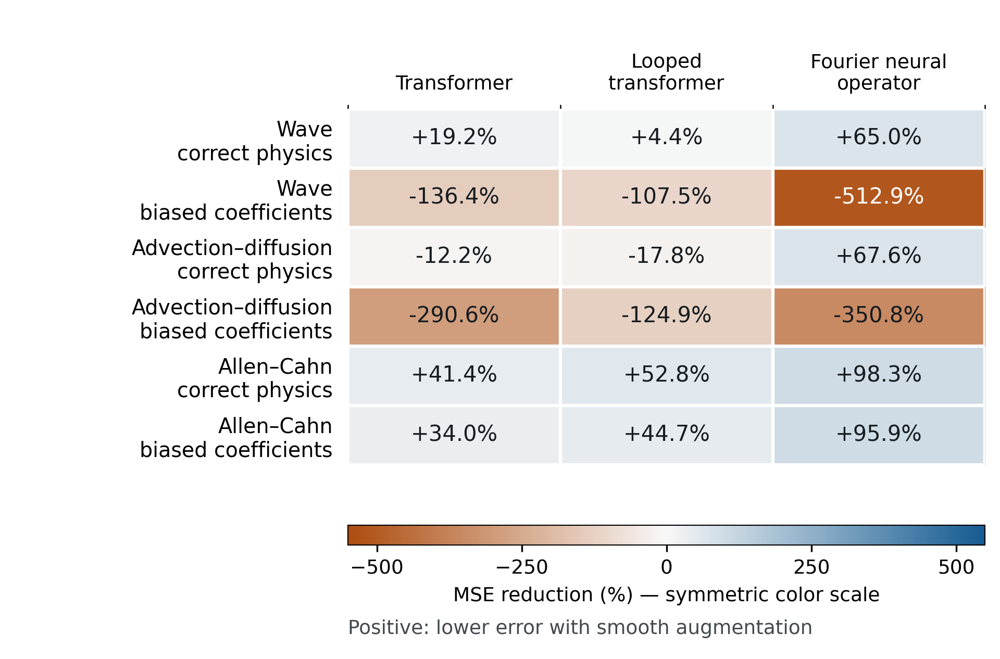 Transformer
Looped
transformer
Fourier neural
operator
Wave
correct physics
+19.2%
+4.4%
+65.0%
Wave
biased coefficients
-136.4%
-107.5%
-512.9%
Advection–diffusion
correct physics
-12.2%
-17.8%
+67.6%
Advection–diffusion
biased coefficients
-290.6%
-124.9%
-350.8%
Allen–Cahn
correct physics
+41.4%
+52.8%
+98.3%
Allen–Cahn
biased coefficients
+34.0%
+44.7%
+95.9%
−500
−250
0
250
500
MSE reduction (%) — symmetric color scale
Positive: lower error with smooth augmentation